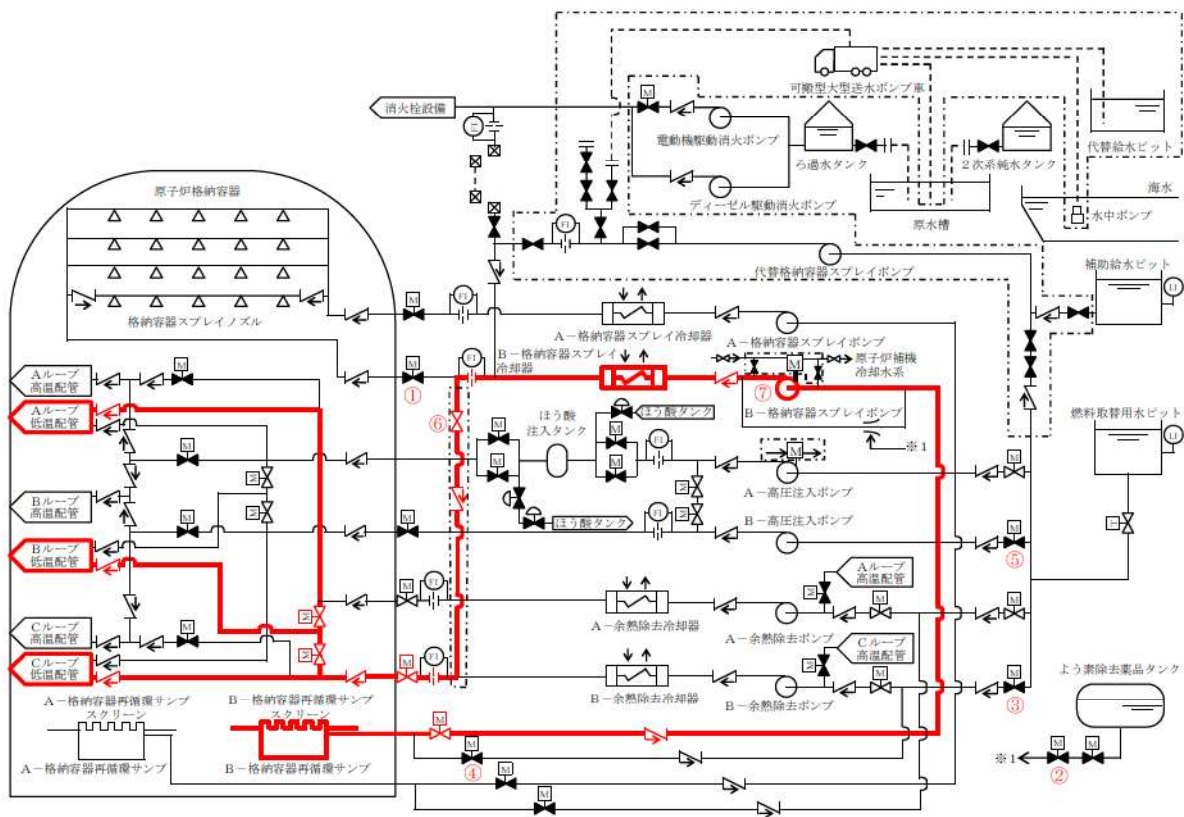 可搬型大型送水ポンプ車
消火栓設備
M
FI
電動機駆動消火ポンプ
ろ過水タンク
2次系純水タンク
代替給水ピット
ディーゼル駆動消火ポンプ
原水槽
海水
水中ポンプ
原子炉格納容器
FI
代替格納容器スプレイポンプ
補助給水ピット
LI
格納容器スプレイノズル
M
FI
A-格納容器スプレイ冷却器
A-格納容器スプレイポンプ
B-格納容器スプレイ
冷却器
M
FI
①
M
原子炉補機
冷却水系
⑦
Aループ
高温配管
M
Aループ
低温配管
⑥
ほう酸
注入タンク
ほう酸タンク
B-格納容器スプレイポンプ
※1
燃料取替用水ピット
LI
M
M
M
FI
M
M
M
M
A-高圧注入ポンプ
M
Bループ
高温配管
M
M
ほう酸タンク
FI
M
B-高圧注入ポンプ
M
⑤
T
Bループ
低温配管
Aループ
高温配管
M
FI
M
M
M
M
A-余熱除去冷却器
A-余熱除去ポンプ
Cループ
高温配管
M
Cループ
高温配管
Cループ
低温配管
M
M
FI
M
M
M
B-余熱除去冷却器
B-余熱除去ポンプ
③
よう素除去薬品タンク
A-格納容器再循環サンプ
スクリーン
B-格納容器再循環サンプ
スクリーン
M
M
④
A-格納容器再循環サンプ
B-格納容器再循環サンプ
M
M
※1
M
M
②